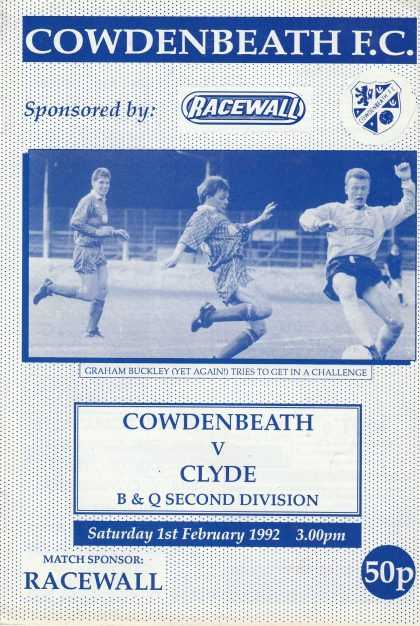 COWDENBEATH F.C.
Sponsored by:
RACEWALL
COWDENBEATH F.C.
GRAHAM BUCKLEY (YET AGAIN!) TRIES TO GET IN A CHALLENGE
COWDENBEATH
V
CLYDE
B & Q SECOND DIVISION
Saturday 1st February 1992 3.00pm
MATCH SPONSOR:
RACEWALL
50p